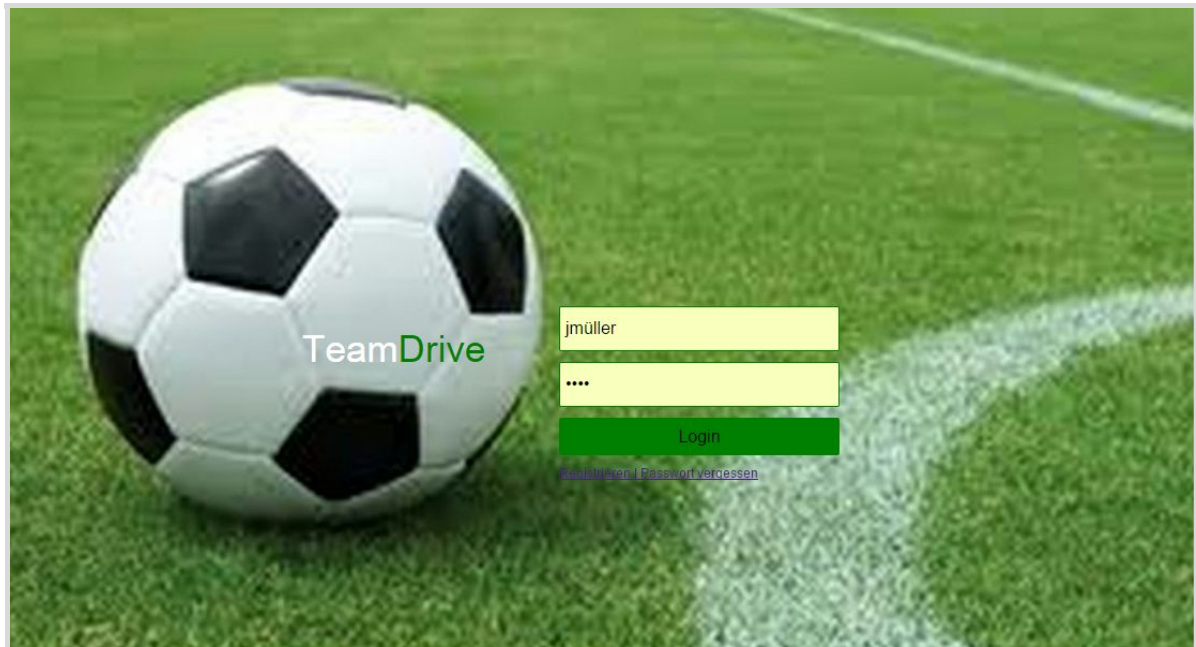 TeamDrive
jmüller
••••
Login
Registrieren | Passwort vergessen